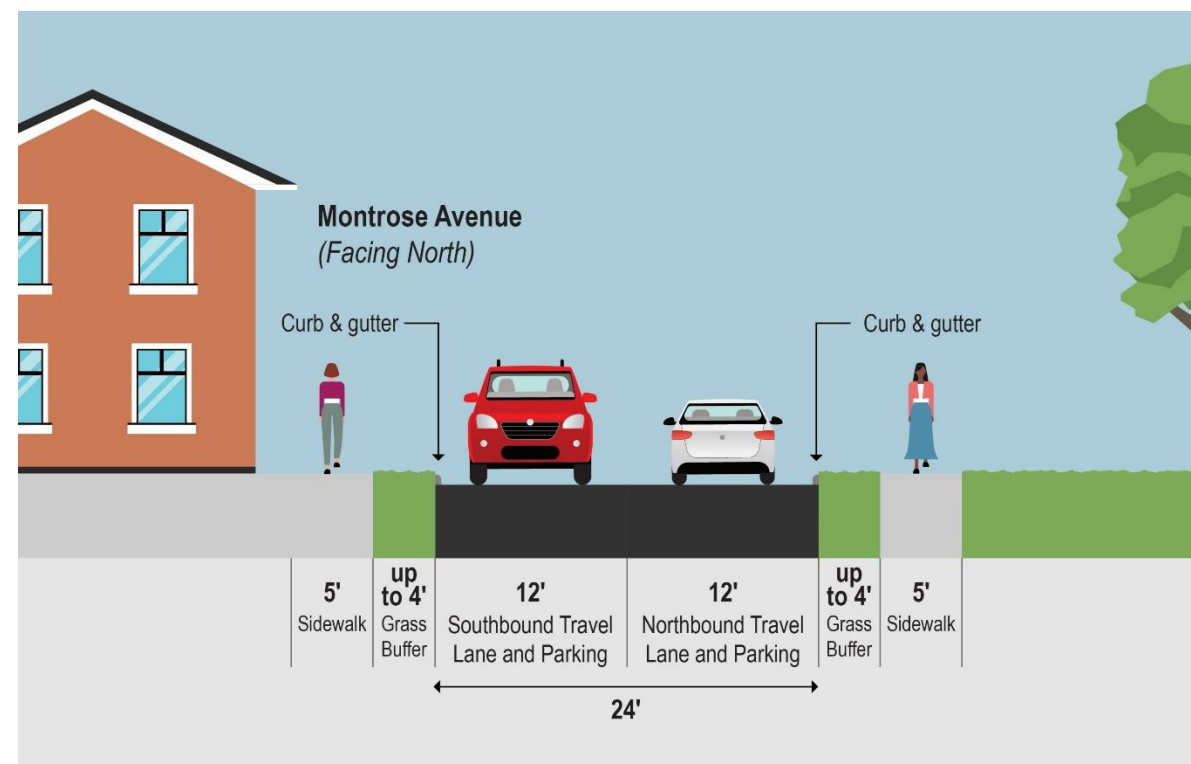 Montrose Avenue
(Facing North)
Curb & gutter
Curb & gutter
5'
Sidewalk
up
to 4'
Grass
Buffer
12'
Southbound Travel
Lane and Parking
12'
Northbound Travel
Lane and Parking
up
to 4'
Grass
Buffer
5'
Sidewalk
24'